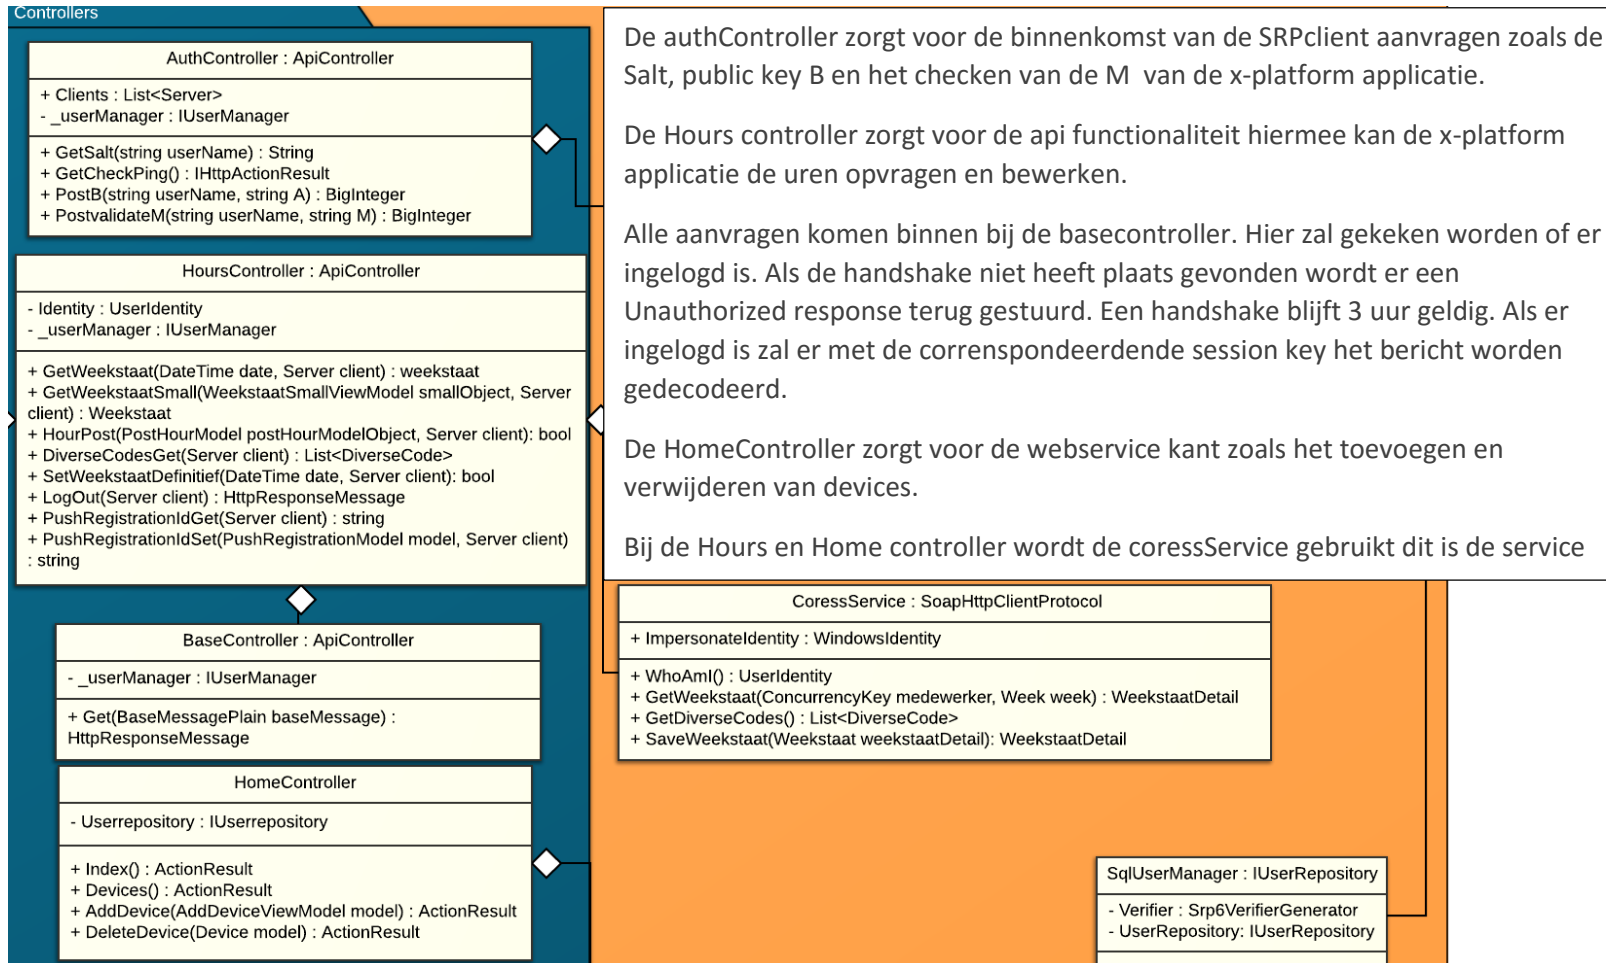 Controllers
AuthController : ApiController
+ Clients : List<Server>
- _userManager : IUserManager
+ GetSalt(string userName) : String
+ GetCheckPing() : IHttpActionResult
+ PostB(string userName, string A) : BigInteger
+ PostvalidateM(string userName, string M) : BigInteger
HoursController : ApiController
- Identity : UserIdentity
- _userManager : IUserManager
+ GetWeekstaat(DateTime date, Server client) : weekstaat
+ GetWeekstaatSmall(WeekstaatSmallViewModel smallObject, Server
client) : Weekstaat
+ HourPost(PostHourModel postHourModelObject, Server client): bool
+ DiverseCodesGet(Server client) : List<DiverseCode>
+ SetWeekstaatDefinitief(DateTime date, Server client): bool
+ LogOut(Server client) : HttpResponseMessage
+ PushRegistrationIdGet(Server client) : string
+ PushRegistrationIdSet(PushRegistrationModel model, Server client)
: string
BaseController : ApiController
- _userManager : IUserManager
+ Get(BaseMessagePlain baseMessage) :
HttpResponseMessage
HomeController
- Userrepository : IUserrepository
+ Index() : ActionResult
+ Devices() : ActionResult
+ AddDevice(AddDeviceViewModel model) : ActionResult
+ DeleteDevice(Device model) : ActionResult
De authController zorgt voor de binnenkomst van de SRPclient aanvragen zoals de
Salt, public key B en het checken van de M  van de x-platform applicatie.
De Hours controller zorgt voor de api functionaliteit hiermee kan de x-platform
applicatie de uren opvragen en bewerken.
Alle aanvragen komen binnen bij de basecontroller. Hier zal gekeken worden of er
ingelogd is. Als de handshake niet heeft plaats gevonden wordt er een
Unauthorized response terug gestuurd. Een handshake blijft 3 uur geldig. Als er
ingelogd is zal er met de correnspondeerdende session key het bericht worden
gedecodeerd.
De HomeController zorgt voor de webservice kant zoals het toevoegen en
verwijderen van devices.
Bij de Hours en Home controller wordt de coressService gebruikt dit is de service
CoressService : SoapHttpClientProtocol
+ ImpersonateIdentity : WindowsIdentity
+ WhoAmI() : UserIdentity
+ GetWeekstaat(ConcurrencyKey medewerker, Week week) : WeekstaatDetail
+ GetDiverseCodes() : List<DiverseCode>
+ SaveWeekstaat(Weekstaat weekstaatDetail): WeekstaatDetail
SqlUserManager : IUserRepository
- Verifier : Srp6VerifierGenerator
- UserRepository: IUserRepository